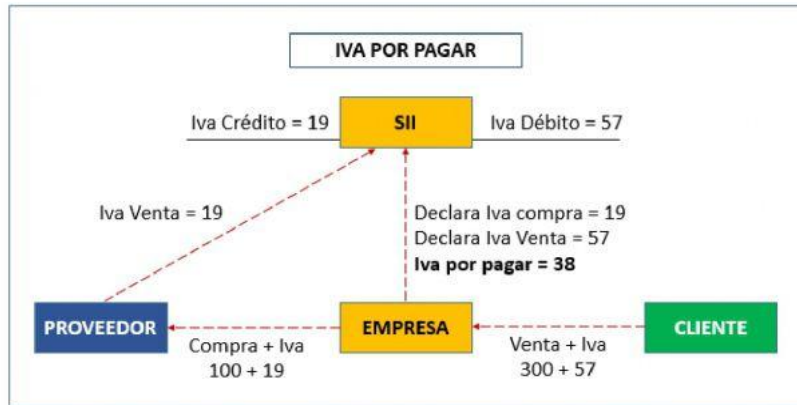 IVA POR PAGAR
Iva Crédito = 19
SII
Iva Débito = 57
Iva Venta = 19
Declara Iva compra = 19
Declara Iva Venta = 57
Iva por pagar = 38
PROVEEDOR
Compra + Iva
100 + 19
EMPRESA
Venta + Iva
300 + 57
CLIENTE